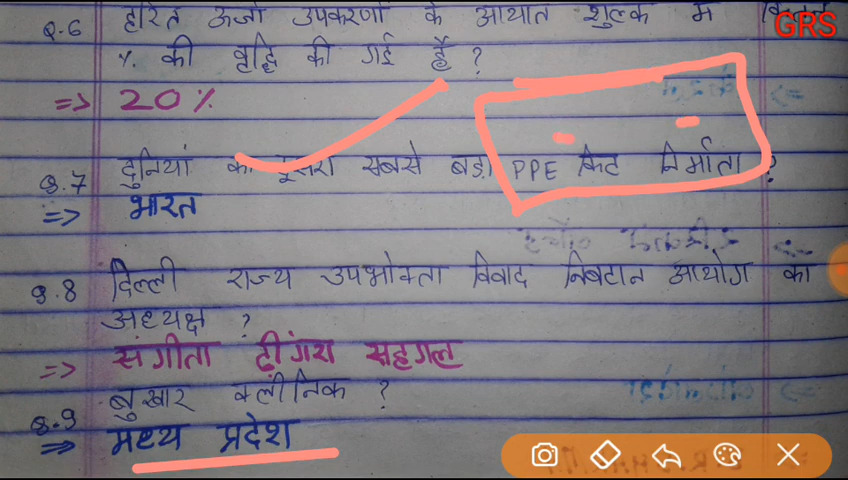 Q.6 हरित ऊर्जा उपकरणों के आयात शुल्क में
GRS
% की वृद्धि की गई है ?
=> 20%
Q.7 दुनियां का दूसरा सबसे बड़ा PPE किट निर्माता ?
=> भारत
Q.8 दिल्ली राज्य उपभोक्ता विवाद निबटान आयोग का
अध्यक्ष ?
=> संगीता ढींगरा सहगल
Q.9 बुखार क्लीनिक ?
=> मध्य प्रदेश